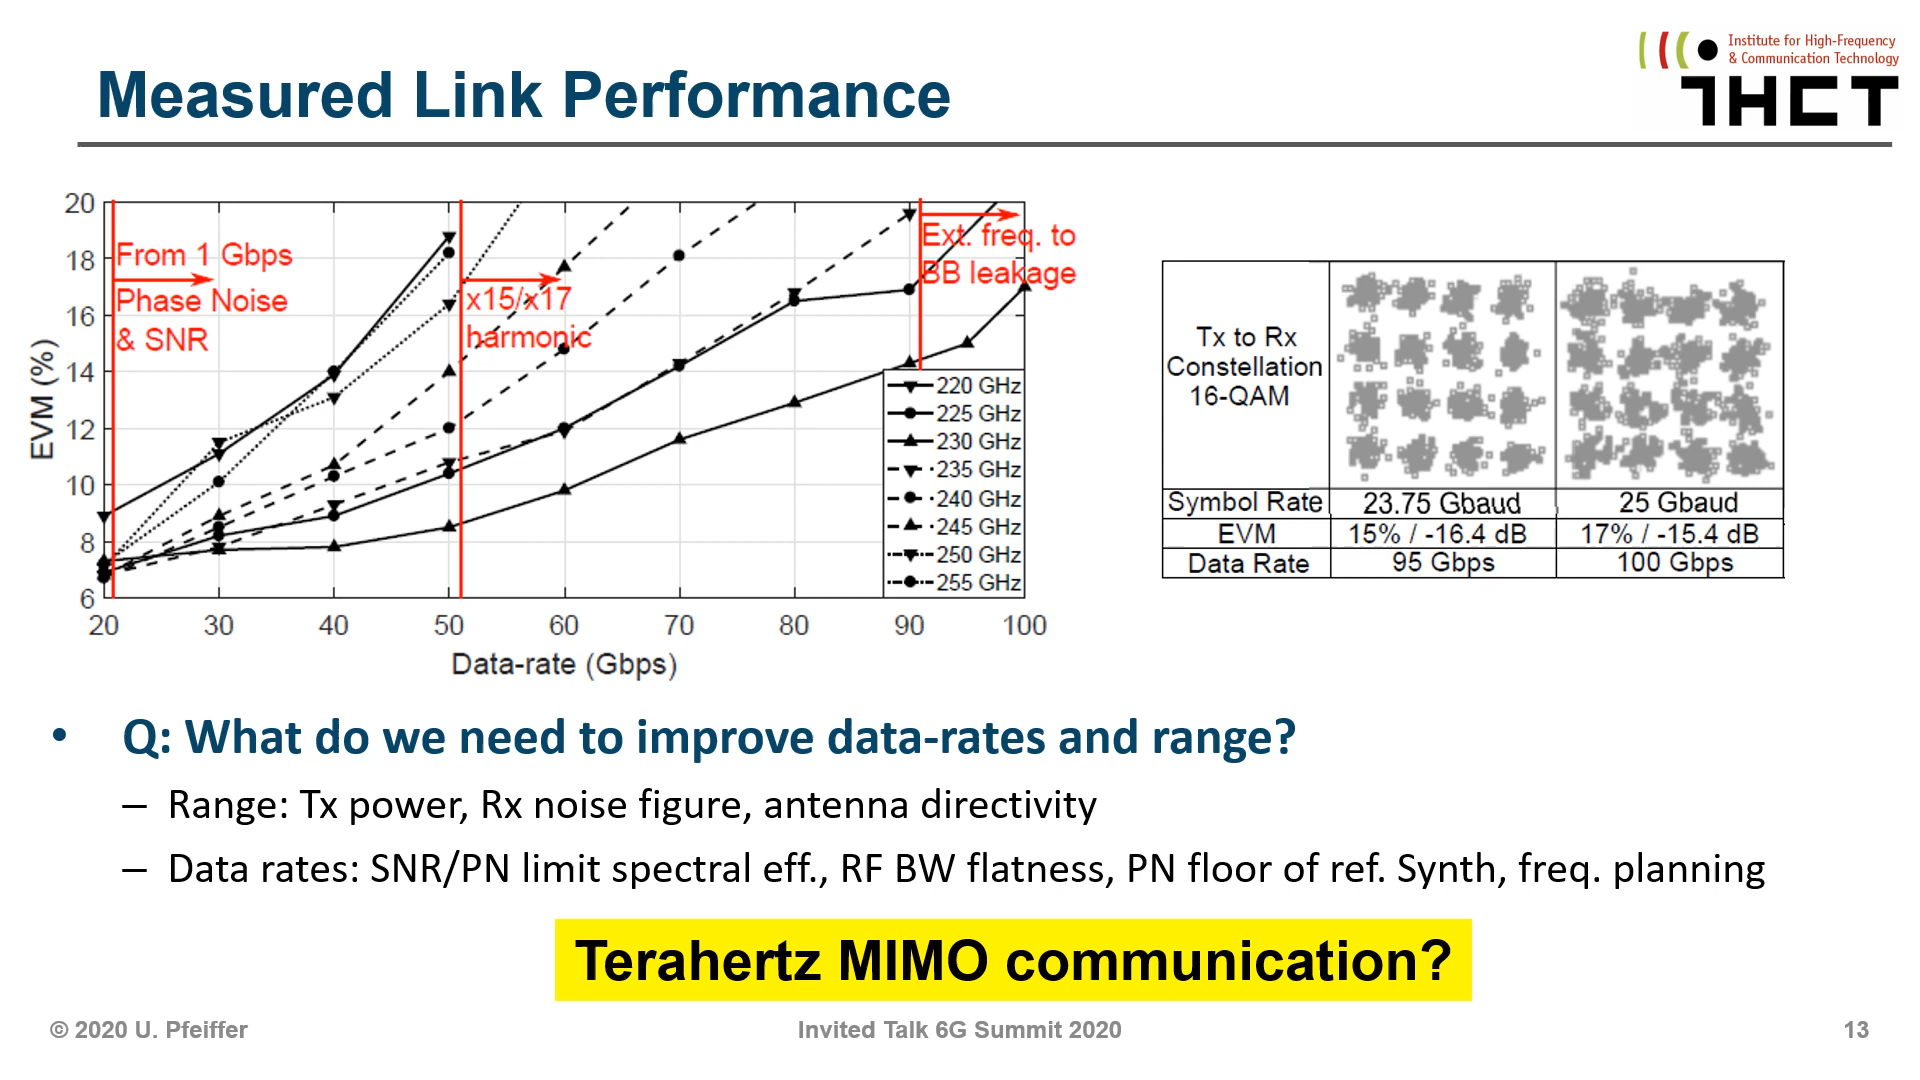 Measured Link Performance
Institute for High-Frequency
& Communication Technology
IHCT
20
18
16
14
12
10
8
6
EVM (%)
From 1 Gbps
Phase Noise
& SNR
x15/x17
harmonic
Ext. freq. to
BB leakage
220 GHz
225 GHz
230 GHz
235 GHz
240 GHz
245 GHz
250 GHz
255 GHz
20 30 40 50 60 70 80 90 100
Data-rate (Gbps)
Tx to Rx
Constellation
16-QAM
Symbol Rate 23.75 Gbaud 25 Gbaud
EVM 15% / -16.4 dB 17% / -15.4 dB
Data Rate 95 Gbps 100 Gbps
• Q: What do we need to improve data-rates and range?
– Range: Tx power, Rx noise figure, antenna directivity
– Data rates: SNR/PN limit spectral eff., RF BW flatness, PN floor of ref. Synth, freq. planning
Terahertz MIMO communication?
© 2020 U. Pfeiffer Invited Talk 6G Summit 2020 13